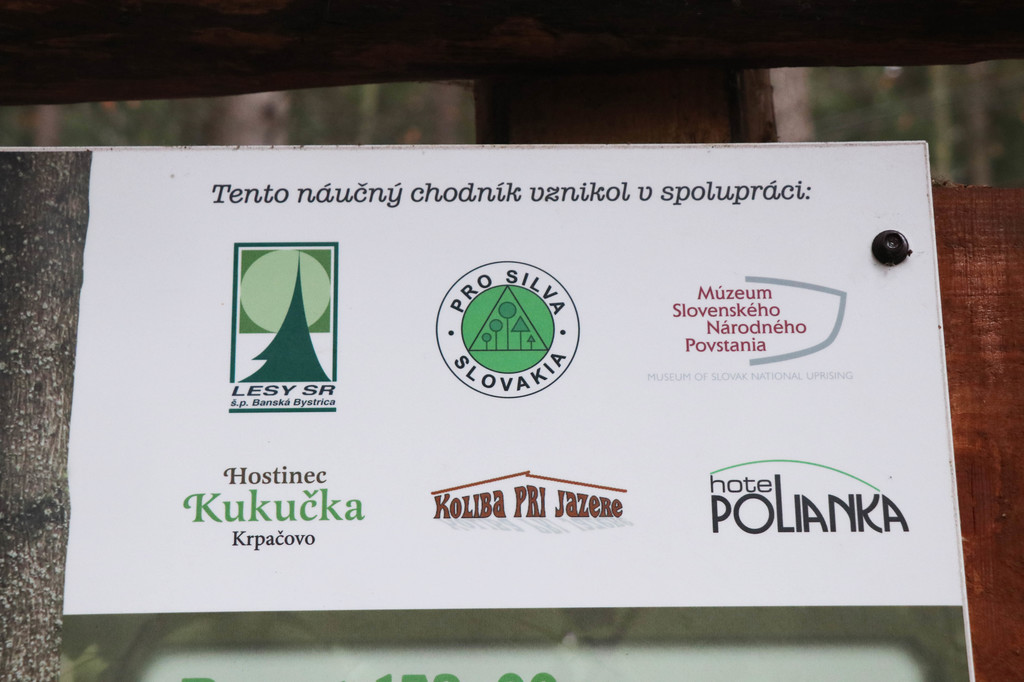 Tento náučný chodník vznikol v spolupráci:
LESY SR
š.p. Banská Bystrica
PRO SILVA
SLOVAKIA
Múzeum
Slovenského
Národného
Povstania
MUSEUM OF SLOVAK NATIONAL UPRISING
Hostinec
Kukučka
Krpačovo
KOLIBA PRI JAZERE
hotel
POLIANKA